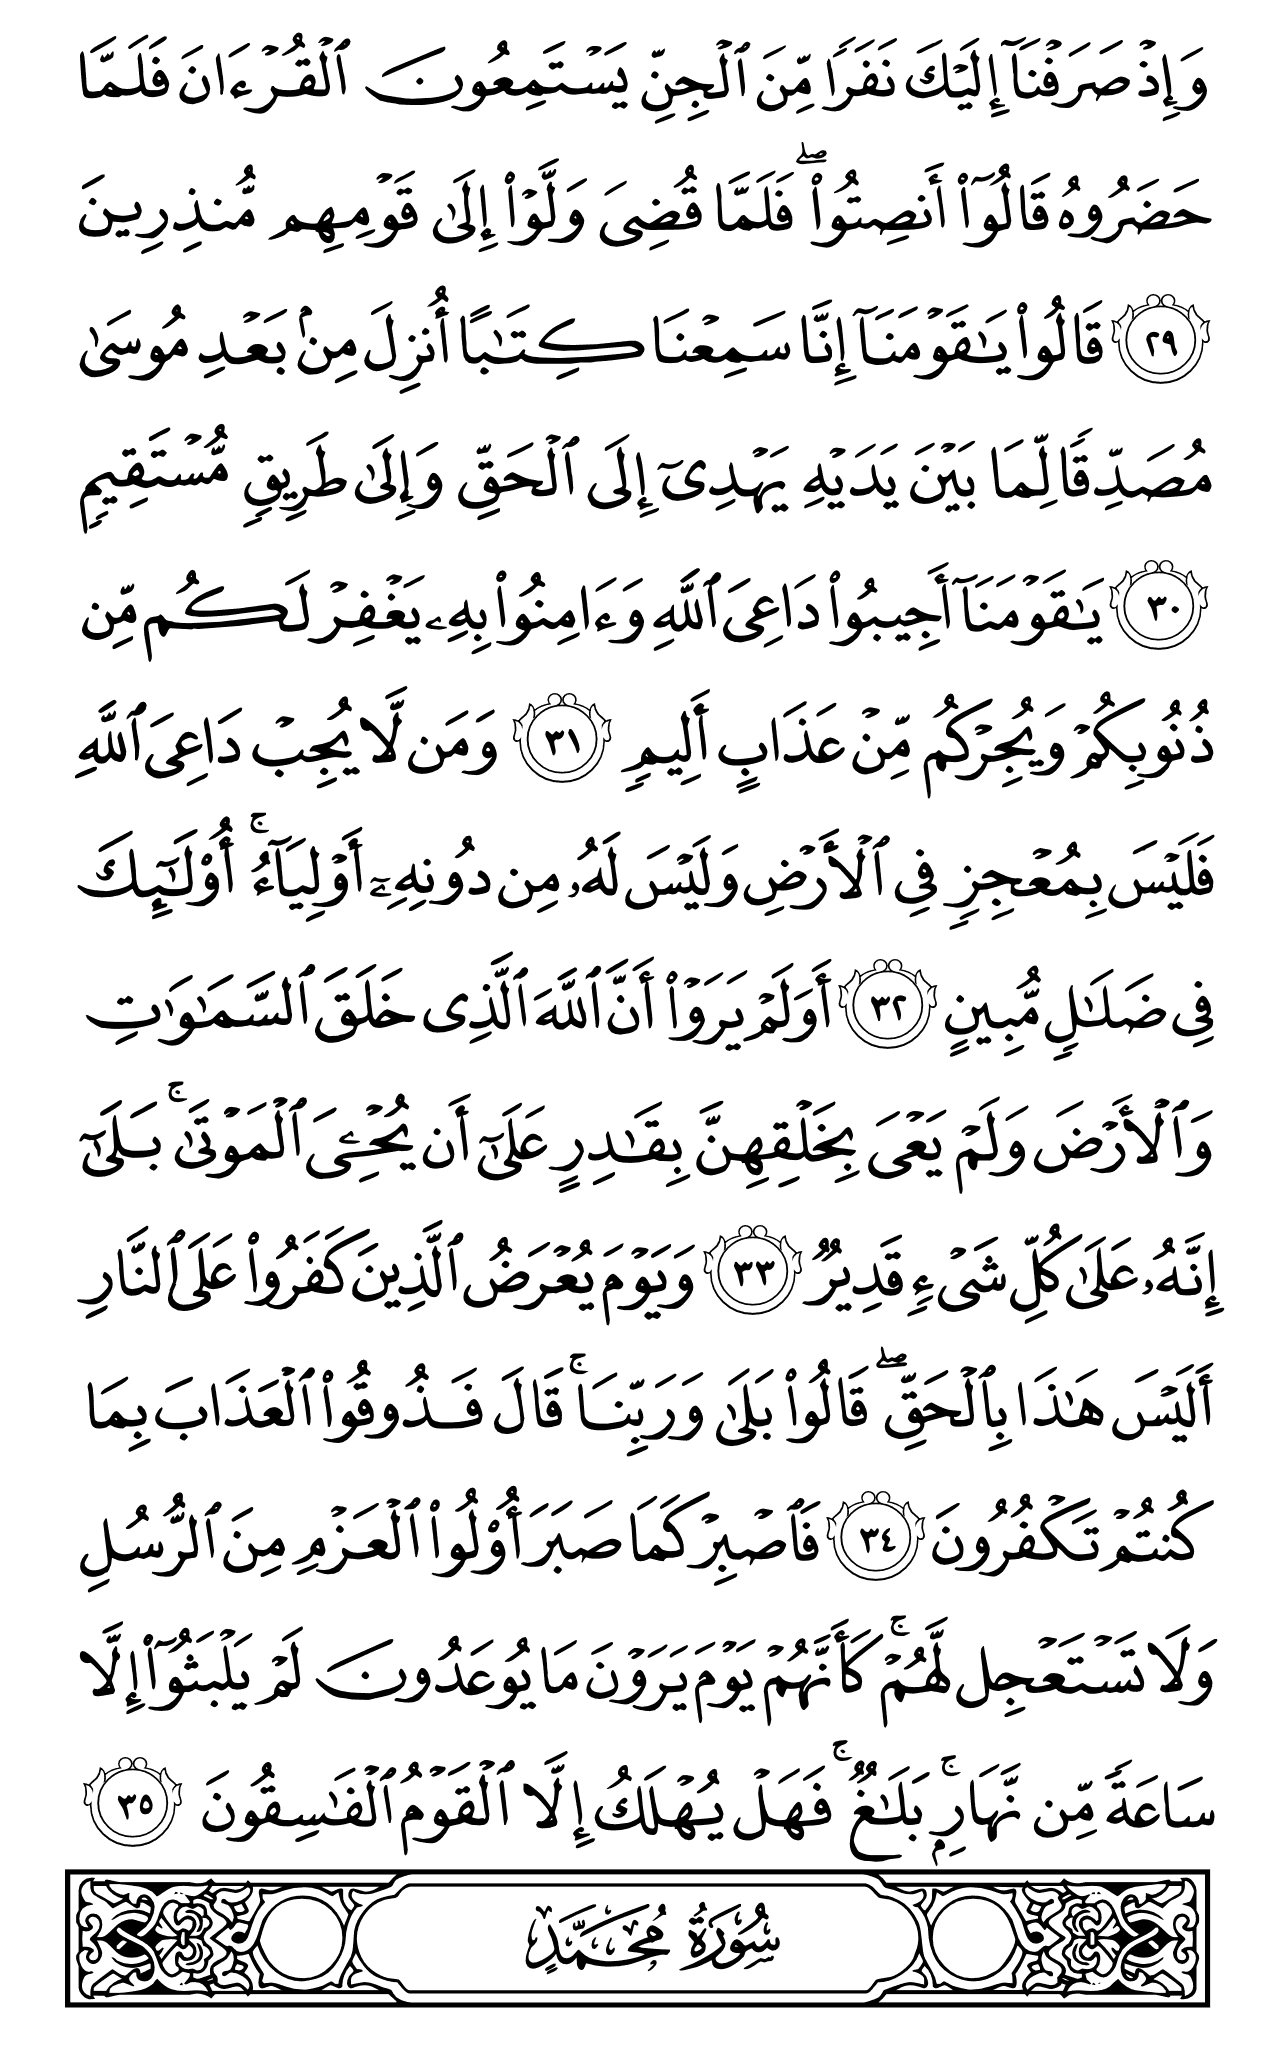 وَإِذْ صَرَفْنَآ إِلَيْكَ نَفَرًا مِّنَ ٱلْجِنِّ يَسْتَمِعُونَ ٱلْقُرْءَانَ فَلَمَّا
حَضَرُوهُ قَالُوٓا۟ أَنصِتُوا۟ ۖ فَلَمَّا قُضِىَ وَلَّوْا۟ إِلَىٰ قَوْمِهِم مُّنذِرِينَ
٢٩ قَالُوا۟ يَـٰقَوْمَنَآ إِنَّا سَمِعْنَا كِتَـٰبًا أُنزِلَ مِنۢ بَعْدِ مُوسَىٰ
مُصَدِّقًا لِّمَا بَيْنَ يَدَيْهِ يَهْدِىٓ إِلَى ٱلْحَقِّ وَإِلَىٰ طَرِيقٍ مُّسْتَقِيمٍ
٣٠ يَـٰقَوْمَنَآ أَجِيبُوا۟ دَاعِىَ ٱللَّهِ وَءَامِنُوا۟ بِهِۦ يَغْفِرْ لَكُم مِّن
ذُنُوبِكُمْ وَيُجِرْكُم مِّنْ عَذَابٍ أَلِيمٍ ٣١ وَمَن لَّا يُجِبْ دَاعِىَ ٱللَّهِ
فَلَيْسَ بِمُعْجِزٍ فِى ٱلْأَرْضِ وَلَيْسَ لَهُۥ مِن دُونِهِۦٓ أَوْلِيَآءُ ۚ أُو۟لَـٰٓئِكَ
فِى ضَلَـٰلٍ مُّبِينٍ ٣٢ أَوَلَمْ يَرَوْا۟ أَنَّ ٱللَّهَ ٱلَّذِى خَلَقَ ٱلسَّمَـٰوَٰتِ
وَٱلْأَرْضَ وَلَمْ يَعْىَ بِخَلْقِهِنَّ بِقَـٰدِرٍ عَلَىٰٓ أَن يُحْـِۧىَ ٱلْمَوْتَىٰ ۚ بَلَىٰٓ
إِنَّهُۥ عَلَىٰ كُلِّ شَىْءٍ قَدِيرٌ ٣٣ وَيَوْمَ يُعْرَضُ ٱلَّذِينَ كَفَرُوا۟ عَلَى ٱلنَّارِ
أَلَيْسَ هَـٰذَا بِٱلْحَقِّ ۖ قَالُوا۟ بَلَىٰ وَرَبِّنَا ۚ قَالَ فَذُوقُوا۟ ٱلْعَذَابَ بِمَا
كُنتُمْ تَكْفُرُونَ ٣٤ فَٱصْبِرْ كَمَا صَبَرَ أُو۟لُوا۟ ٱلْعَزْمِ مِنَ ٱلرُّسُلِ
وَلَا تَسْتَعْجِل لَّهُمْ ۚ كَأَنَّهُمْ يَوْمَ يَرَوْنَ مَا يُوعَدُونَ لَمْ يَلْبَثُوٓا۟ إِلَّا
سَاعَةً مِّن نَّهَارٍۭ ۚ بَلَـٰغٌ ۚ فَهَلْ يُهْلَكُ إِلَّا ٱلْقَوْمُ ٱلْفَـٰسِقُونَ ٣٥
سُورَةُ مُحَمَّدٍ